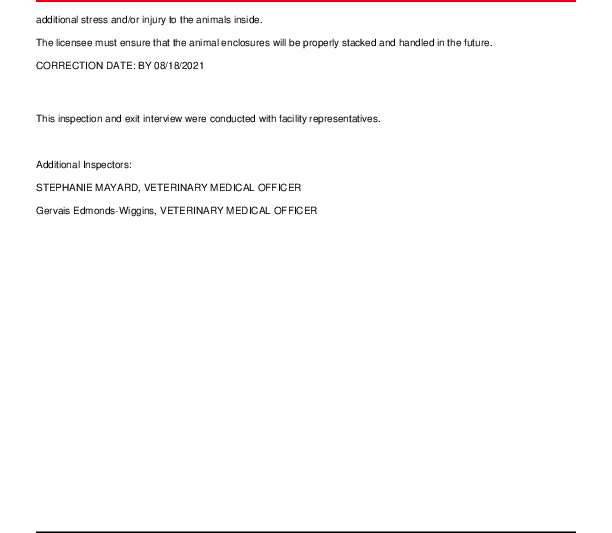 additional stress and/or injury to the animals inside.
The licensee must ensure that the animal enclosures will be properly stacked and handled in the future.
CORRECTION DATE: BY 08/18/2021
This inspection and exit interview were conducted with facility representatives.
Additional Inspectors:
STEPHANIE MAYARD, VETERINARY MEDICAL OFFICER
Gervais Edmonds-Wiggins, VETERINARY MEDICAL OFFICER